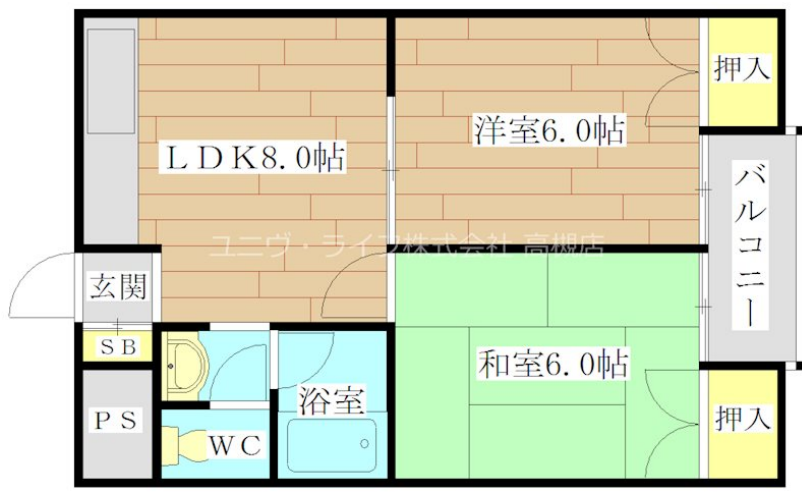 押入
洋室6.0帖
LDK8.0帖
バルコニー
ユニヴ・ライフ株式会社 高槻店
玄関
SB
和室6.0帖
浴室
押入
PS
WC